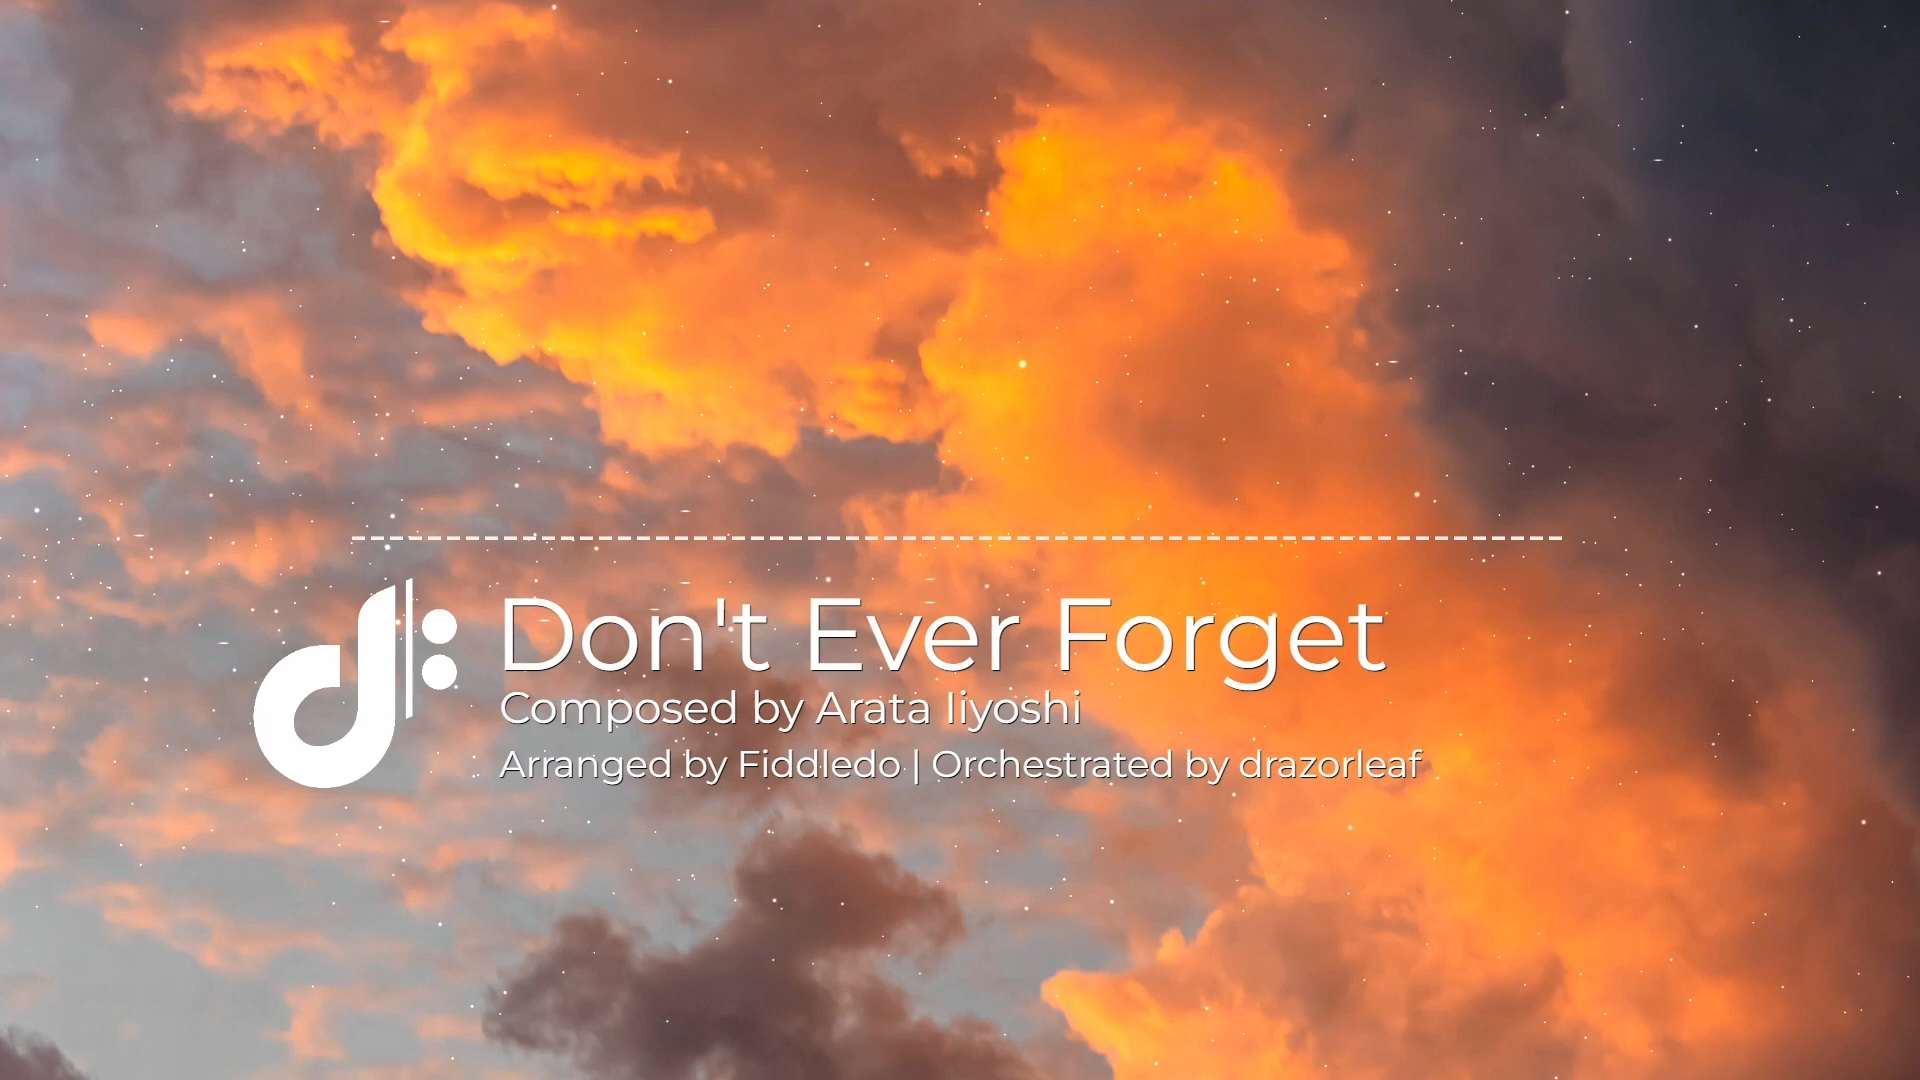 Don't Ever Forget
Composed by Arata Iiyoshi
Arranged by Fiddledo | Orchestrated by drazorleaf